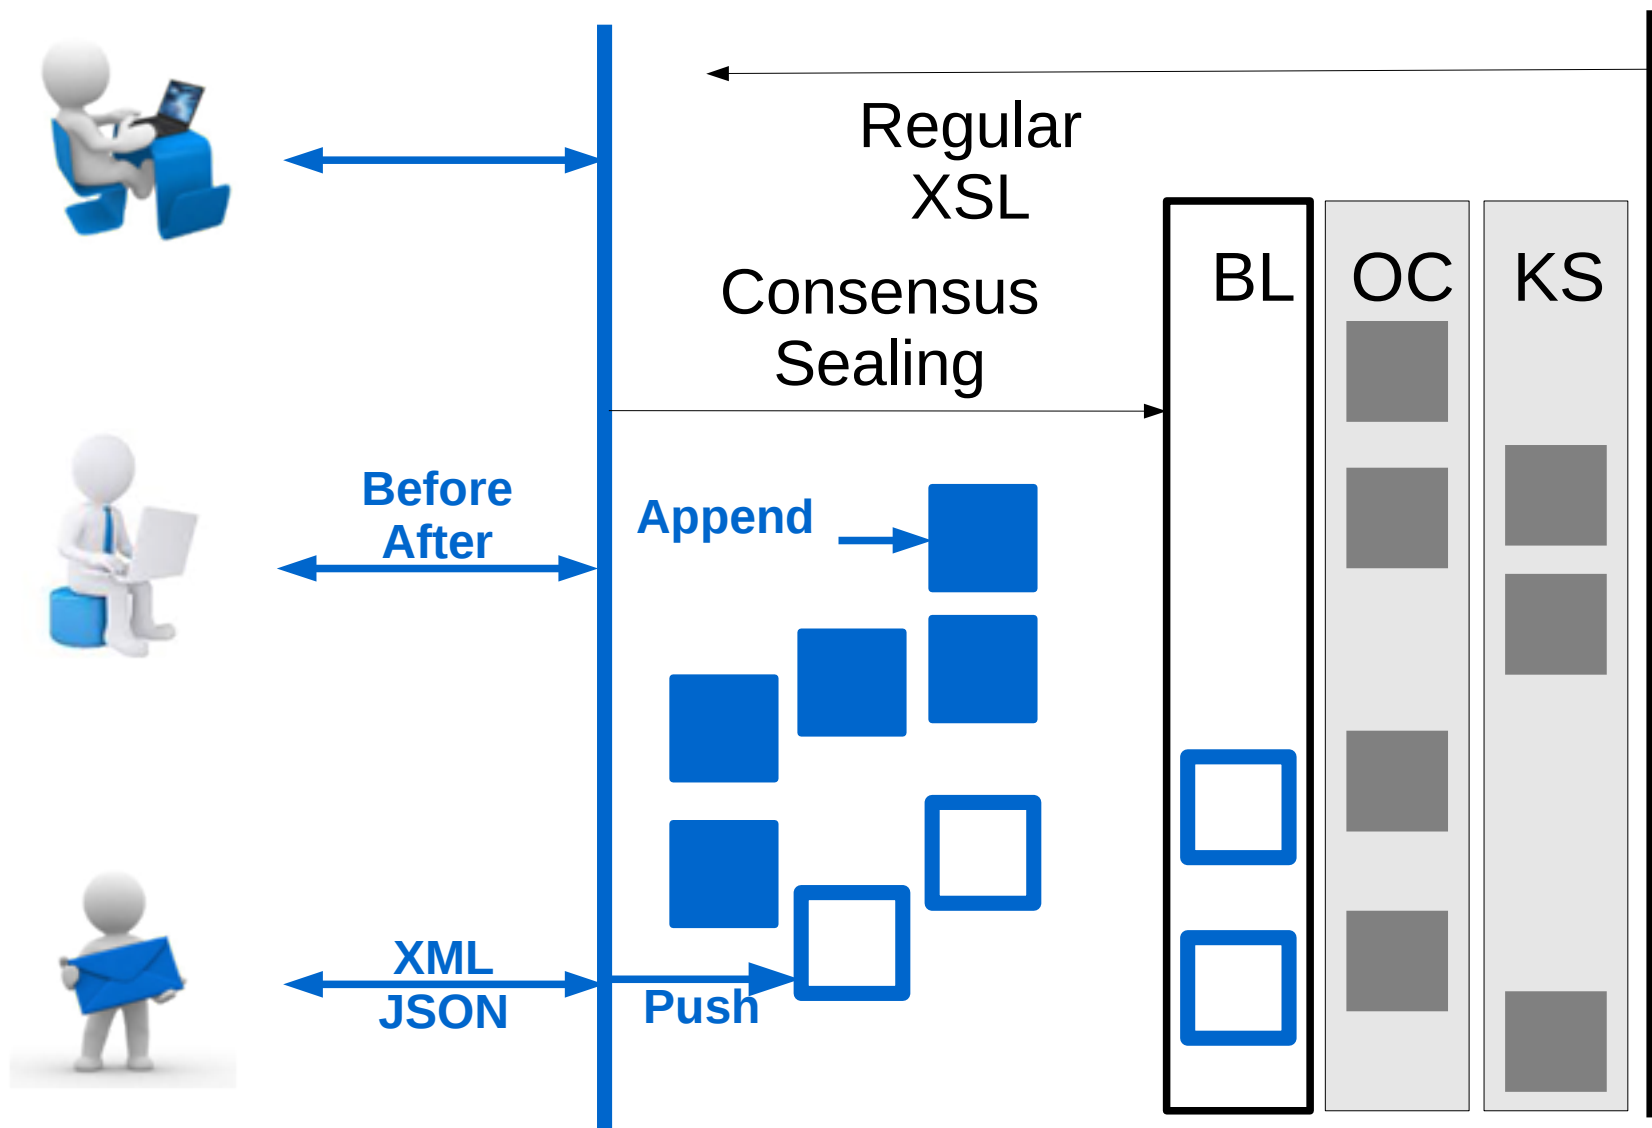 Regular
XSL
BL
OC
KS
Consensus
Sealing
Before
After
Append
XML
JSON
Push